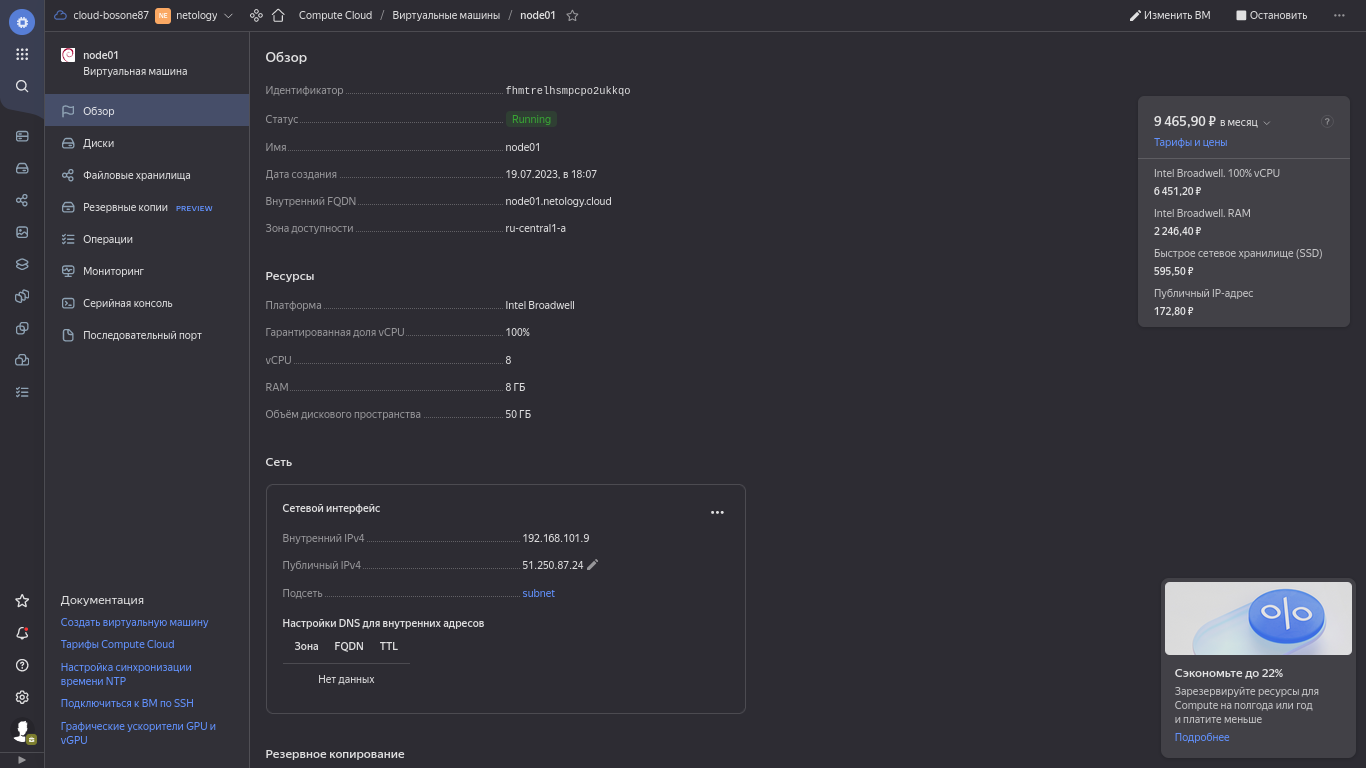 cloud-bosone87 NE netology Compute Cloud / Виртуальные машины / node01 Изменить ВМ Остановить
node01
Виртуальная машина
Обзор
Диски
Файловые хранилища
Резервные копии PREVIEW
Операции
Мониторинг
Серийная консоль
Последовательный порт
Документация
Создать виртуальную машину
Тарифы Compute Cloud
Настройка синхронизации
времени NTP
Подключиться к ВМ по SSH
Графические ускорители GPU и
vGPU
Обзор
Идентификатор fhmtrelhsmpcpo2ukkqo
Статус Running
Имя node01
Дата создания 19.07.2023, в 18:07
Внутренний FQDN node01.netology.cloud
Зона доступности ru-central1-a
Ресурсы
Платформа Intel Broadwell
Гарантированная доля vCPU 100%
vCPU 8
RAM 8 ГБ
Объём дискового пространства 50 ГБ
Сеть
Сетевой интерфейс
Внутренний IPv4 192.168.101.9
Публичный IPv4 51.250.87.24
Подсеть subnet
Настройки DNS для внутренних адресов
Зона FQDN TTL
Нет данных
Резервное копирование
9 465,90 ₽ в месяц ?
Тарифы и цены
Intel Broadwell. 100% vCPU
6 451,20 ₽
Intel Broadwell. RAM
2 246,40 ₽
Быстрое сетевое хранилище (SSD)
595,50 ₽
Публичный IP-адрес
172,80 ₽
%
Сэкономьте до 22%
Зарезервируйте ресурсы для
Compute на полгода или год
и платите меньше
Подробнее